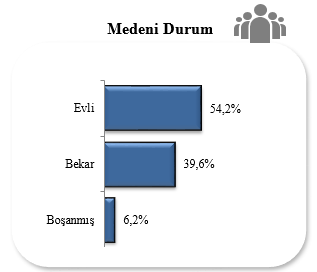 Medeni Durum
Evli 54,2%
Bekar 39,6%
Boşanmış 6,2%